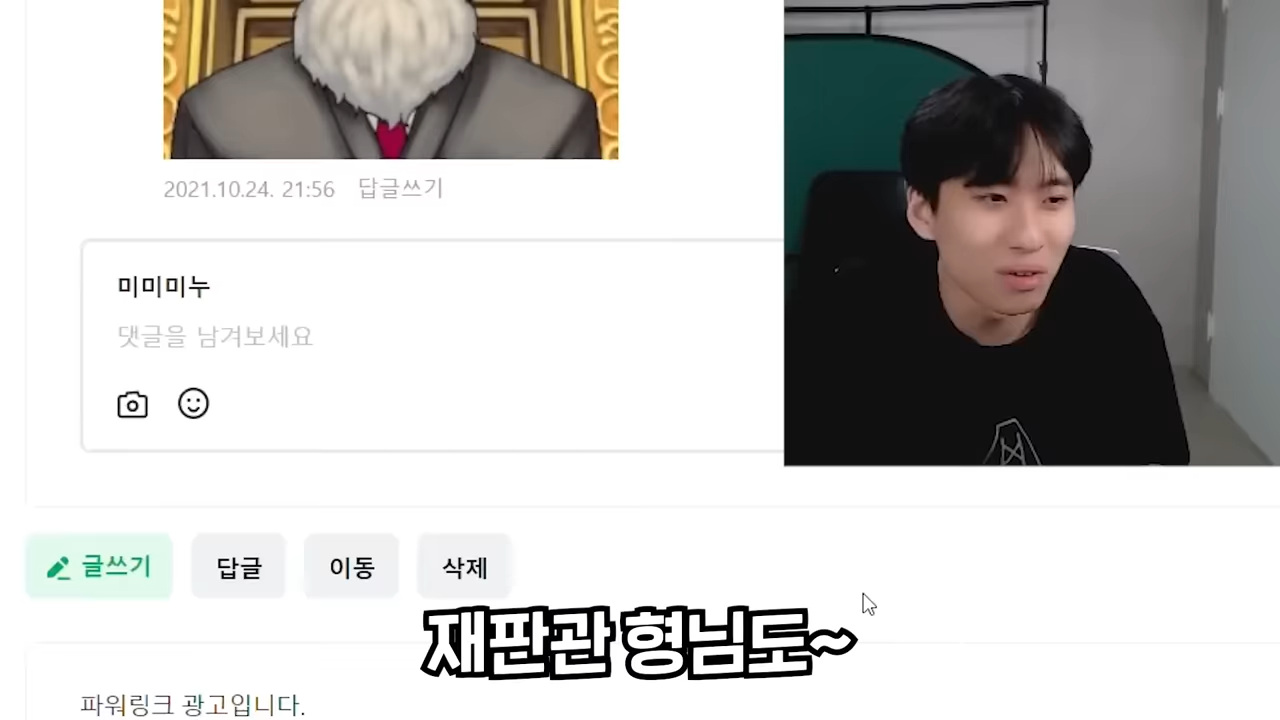 2021.10.24. 21:56 답글쓰기
미미미누
댓글을 남겨보세요
글쓰기 답글 이동 삭제
재판관 형님도~
파워링크 광고입니다.